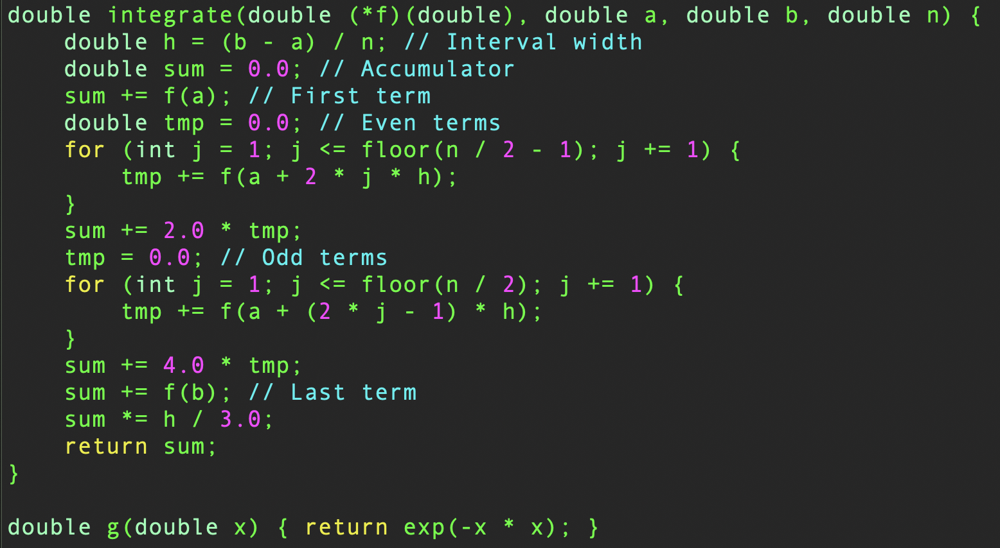 double integrate(double (*f)(double), double a, double b, double n) {
    double h = (b - a) / n; // Interval width
    double sum = 0.0; // Accumulator
    sum += f(a); // First term
    double tmp = 0.0; // Even terms
    for (int j = 1; j <= floor(n / 2 - 1); j += 1) {
        tmp += f(a + 2 * j * h);
    }
    sum += 2.0 * tmp;
    tmp = 0.0; // Odd terms
    for (int j = 1; j <= floor(n / 2); j += 1) {
        tmp += f(a + (2 * j - 1) * h);
    }
    sum += 4.0 * tmp;
    sum += f(b); // Last term
    sum *= h / 3.0;
    return sum;
}

double g(double x) { return exp(-x * x); }